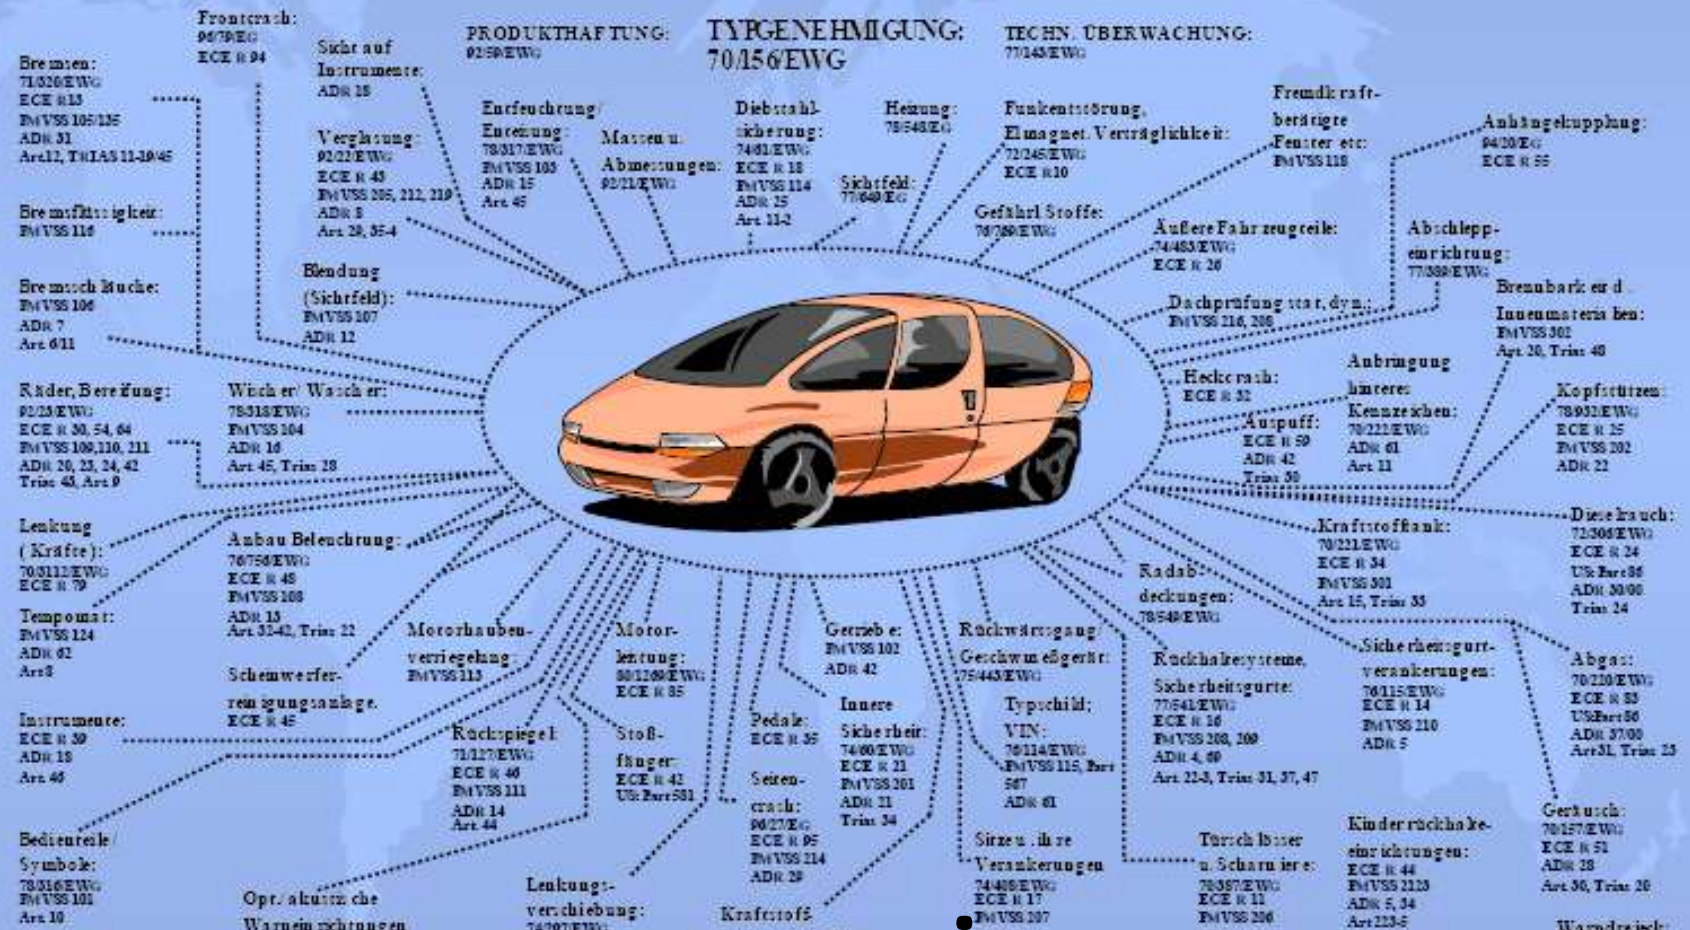 Frontcrash:
96/79/EG
ECE R 94
Sicht auf
Instrumente:
ADR 18
PRODUKTHAFTUNG:
92/59/EWG
TYPGENEHMIGUNG:
70/156/EWG
TECHN. ÜBERWACHUNG:
77/143/EWG
Bremsen:
71/320/EWG
ECE R13
FMVSS 105/135
ADR 31
Art.12, TRIAS 11-19/45
Verglasung:
92/22/EWG
ECE R 43
FMVSS 205, 212, 219
ADR 8
Art. 29, 35-4
Entfeuchtung/
Enteisung:
78/317/EWG
FMVSS 103
ADR 15
Art. 45
Massen u.
Abmessungen:
92/21/EWG
Diebstahl-
sicherung:
74/61/EWG
ECE R 18
FMVSS 114
ADR 25
Art. 11-2
Heizung:
78/548/EG
Sichtfeld:
77/649/EG
Funkentstörung,
Elmagnet. Verträglichkeit:
72/245/EWG
ECE R10
Gefährl Stoffe:
76/769/EWG
Fremdkraft-
betätigte
Fenster etc:
FMVSS 118
Anhängekupplung:
94/20/EG
ECE R 55
Bremsflüssigkeit:
FMVSS 116
Äußere Fahrzeugteile:
74/483/EWG
ECE R 26
Abschlepp-
einrichtung:
77/389/EWG
Bremsschläuche:
FMVSS 106
ADR 7
Art. 6/11
Blendung
(Sichtfeld):
FMVSS 107
ADR 12
Dachprüfung stat, dyn.:
FMVSS 216, 208
Brennbarkeit d.
Innenmaterialien:
FMVSS 302
Art. 20, Trias 48
Räder, Bereifung:
92/23/EWG
ECE R 30, 54, 64
FMVSS 109,110, 211
ADR 20, 23, 24, 42
Trias 43, Art. 9
Wischer/ Wascher:
78/318/EWG
FMVSS 104
ADR 16
Art 45, Trias 28
Heckcrash:
ECE R 32
Auspuff:
ECE R 59
ADR 42
Trias 30
Anbringung
hinteres
Kennzeichen:
70/222/EWG
ADR 61
Art 11
Kopfstützen:
78/932/EWG
ECE R 25
FMVSS 202
ADR 22
Lenkung
(Kräfte):
70/3112/EWG
ECE R 79
Anbau Beleuchtung:
76/756/EWG
ECE R 48
FMVSS 108
ADR 13
Art. 32-42, Trias 22
Kraftstofftank:
70/221/EWG
ECE R 34
FMVSS 301
Art. 15, Trias 33
Dieselrauch:
72/306/EWG
ECE R 24
US: Part 86
ADR 30/00
Trias 24
Tempomat:
FMVSS 124
ADR 62
Art 8
Radab-
deckungen:
78/549/EWG
Scheinwerfer-
reinigungsanlage.
ECE R 45
Motorhauben-
verriegelung:
FMVSS 113
Motor-
leistung:
80/1269/EWG
ECE R 85
Getriebe:
FMVSS 102
ADR 42
Rückwärtsgang/
Geschw.meßgerät:
75/443/EWG
Rückhaltesysteme,
Sicherheitsgurte:
77/541/EWG
ECE R 16
FMVSS 208, 209
ADR 4, 69
Art. 22-3, Trias 31, 37, 47
Sicherheitsgurt-
verankerungen:
76/115/EWG
ECE R 14
FMVSS 210
ADR 5
Abgas:
70/220/EWG
ECE R 83
US:Part 86
ADR 37/00
Art 31, Trias 23
Instrumente:
ECE R 39
ADR 18
Art. 46
Rückspiegel:
71/127/EWG
ECE R 46
FMVSS 111
ADR 14
Art. 44
Stoß-
fänger:
ECE R 42
US: Part 581
Pedale:
ECE R 35
Seiten-
crash:
96/27/EG
ECE R 95
FMVSS 214
ADR 29
Innere
Sicherheit:
74/60/EWG
ECE R 21
FMVSS 201
ADR 21
Trias 34
Typschild;
VIN:
76/114/EWG
FMVSS 115, Part
567
ADR 61
Bedienteile/
Symbole:
78/316/EWG
FMVSS 101
Art. 10
Opt./ akustische
Warneinrichtungen
Lenkungs-
verschiebung:
74/297/EWG
Kraftstoff-
Sitze u. ihre
Verankerungen
74/408/EWG
ECE R 17
FMVSS 207
Türschlösser
u. Scharniere:
70/387/EWG
ECE R 11
FMVSS 206
Kinderrückhalte-
einrichtungen:
ECE R 44
FMVSS 2123
ADR 5, 34
Art 223-5
Geräusch:
70/157/EWG
ECE R 51
ADR 28
Art. 30, Trias 20
Warndreieck: